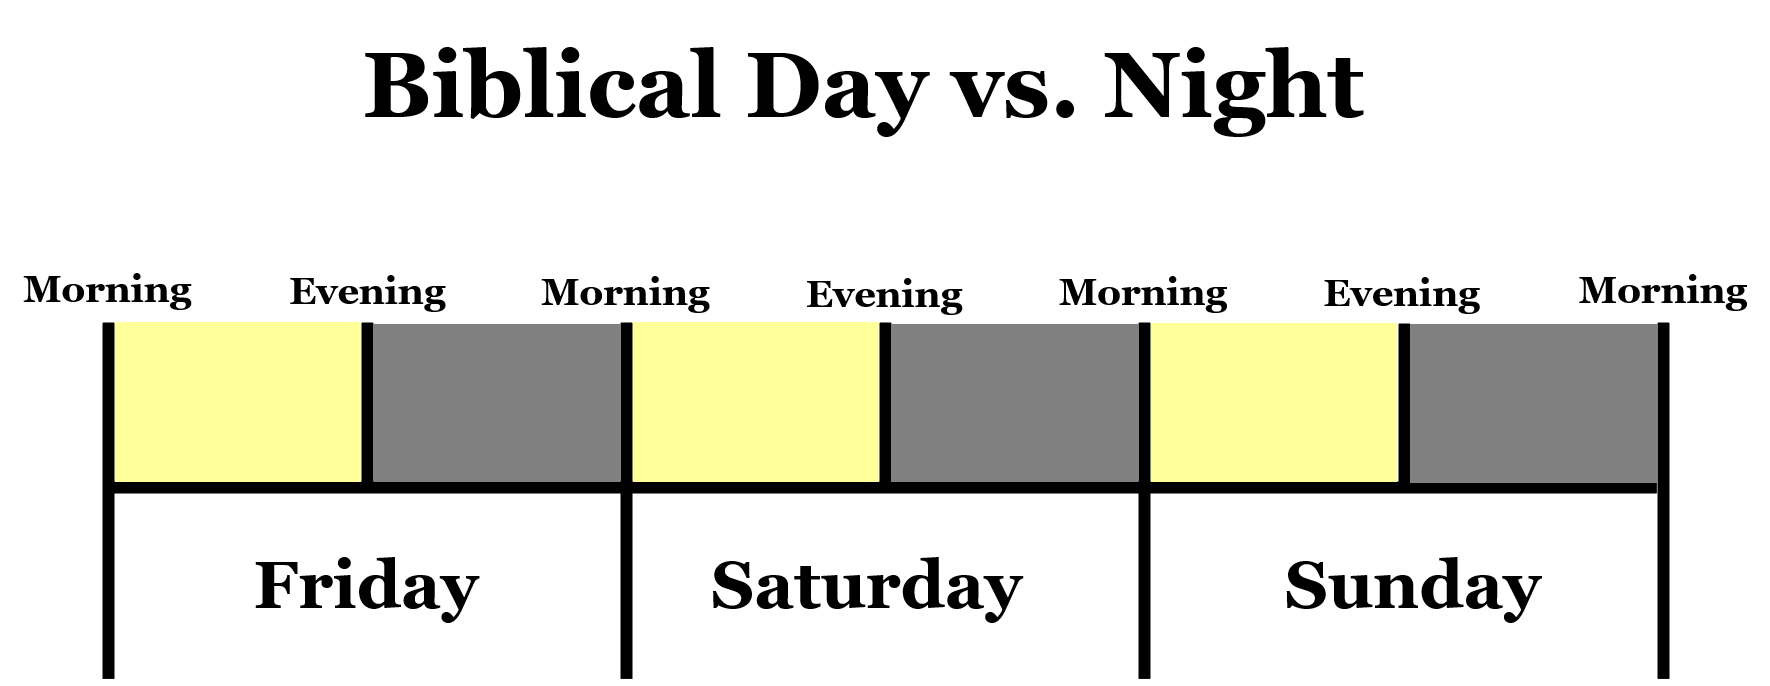 Biblical Day vs. Night
Morning Evening Morning Evening Morning Evening Morning
Friday Saturday Sunday